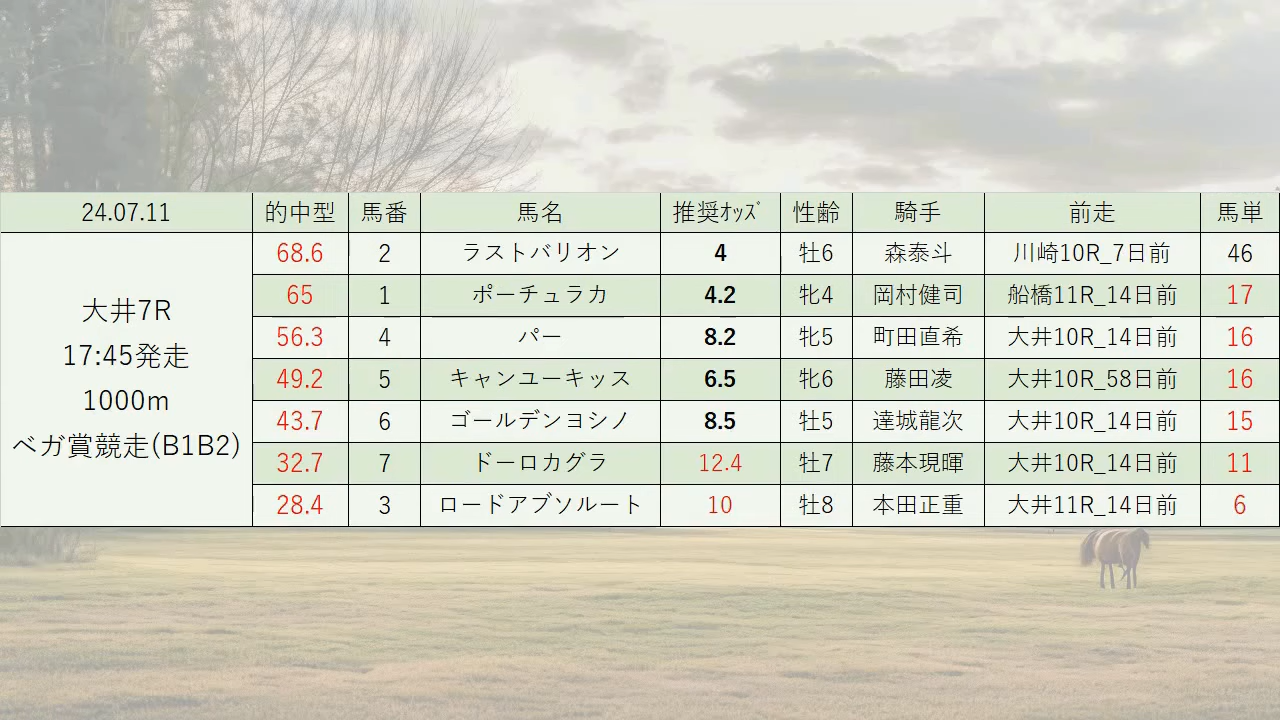 24.07.11 的中型 馬番 馬名 推奨ｵｯｽﾞ 性齢 騎手 前走 馬単
68.6 2 ラストバリオン 4 牡6 森泰斗 川崎10R_7日前 46
65 1 ポーチュラカ 4.2 牝4 岡村健司 船橋11R_14日前 17
56.3 4 パー 8.2 牝5 町田直希 大井10R_14日前 16
49.2 5 キャンユーキッス 6.5 牝6 藤田凌 大井10R_58日前 16
43.7 6 ゴールデンヨシノ 8.5 牡5 達城龍次 大井10R_14日前 15
32.7 7 ドーロカグラ 12.4 牡7 藤本現暉 大井10R_14日前 11
28.4 3 ロードアブソルート 10 牡8 本田正重 大井11R_14日前 6
大井7R
17:45発走
1000m
ベガ賞競走(B1B2)